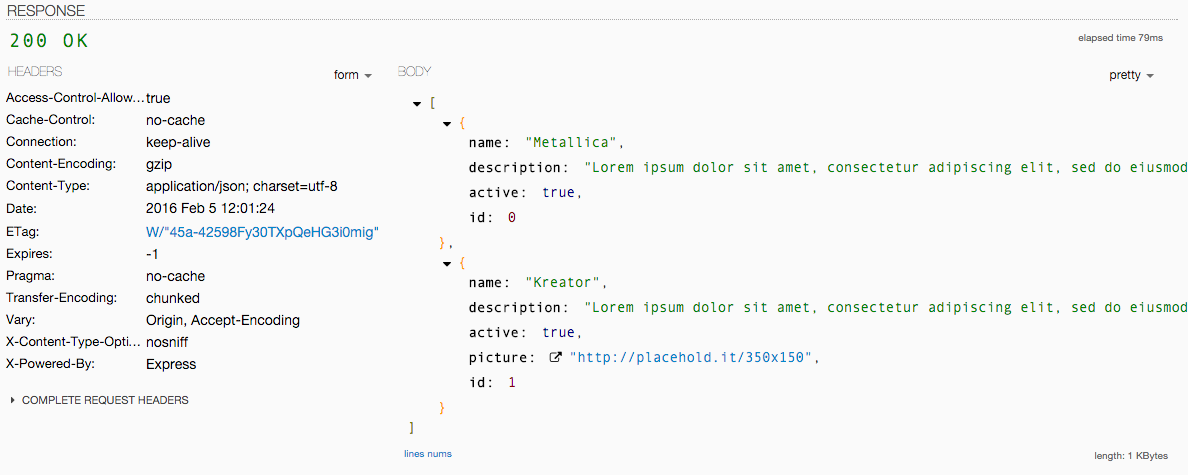 RESPONSE
200 OK
elapsed time 79ms
HEADERS
form
Access-Control-Allow... true
Cache-Control: no-cache
Connection: keep-alive
Content-Encoding: gzip
Content-Type: application/json; charset=utf-8
Date: 2016 Feb 5 12:01:24
ETag: W/"45a-42598Fy30TXpQeHG3i0mig"
Expires: -1
Pragma: no-cache
Transfer-Encoding: chunked
Vary: Origin, Accept-Encoding
X-Content-Type-Opti... nosniff
X-Powered-By: Express
COMPLETE REQUEST HEADERS
BODY
pretty
[
{
name: "Metallica",
description: "Lorem ipsum dolor sit amet, consectetur adipiscing elit, sed do eiusmod
active: true,
id: 0
},
{
name: "Kreator",
description: "Lorem ipsum dolor sit amet, consectetur adipiscing elit, sed do eiusmod
active: true,
picture: "http://placehold.it/350x150",
id: 1
}
]
lines nums
length: 1 KBytes